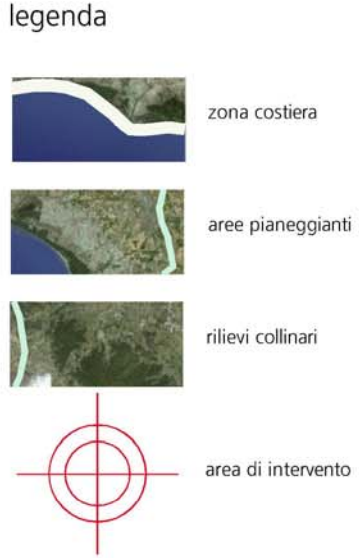 legenda
zona costiera
aree pianeggianti
rilievi collinari
area di intervento